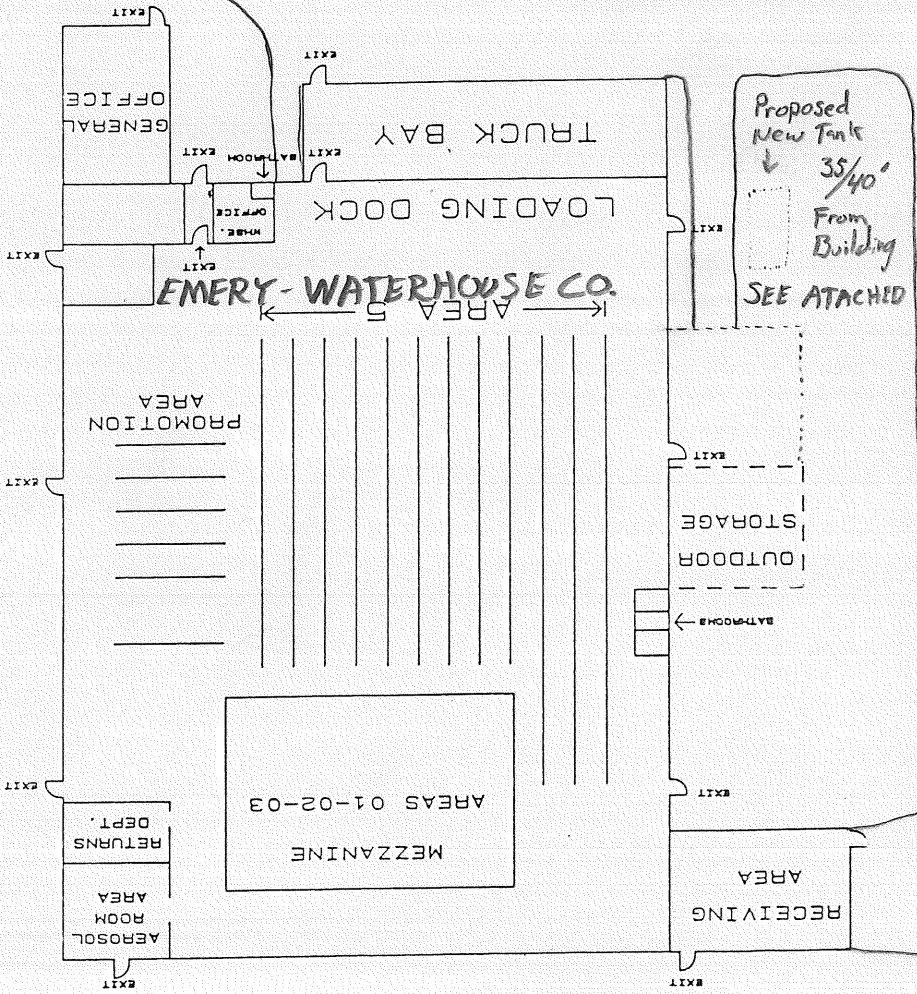 EXIT
EXIT
GENERAL
OFFICE
TRUCK BAY
Proposed
New Tank
35/40'
From
Building
SEE ATACHED
EXIT
BATHROOM
EXIT
WHSE.
OFFICE
LOADING DOCK
EXIT
EXIT
EXIT
EMERY-WATERHOUSE CO.
AREA 5
PROMOTION
AREA
EXIT
EXIT
OUTDOOR
STORAGE
BATHROOMS
EXIT
EXIT
MEZZANINE
AREAS 01-02-03
RETURNS
DEPT.
AEROSOL
ROOM
AREA
RECEIVING
AREA
EXIT
EXIT